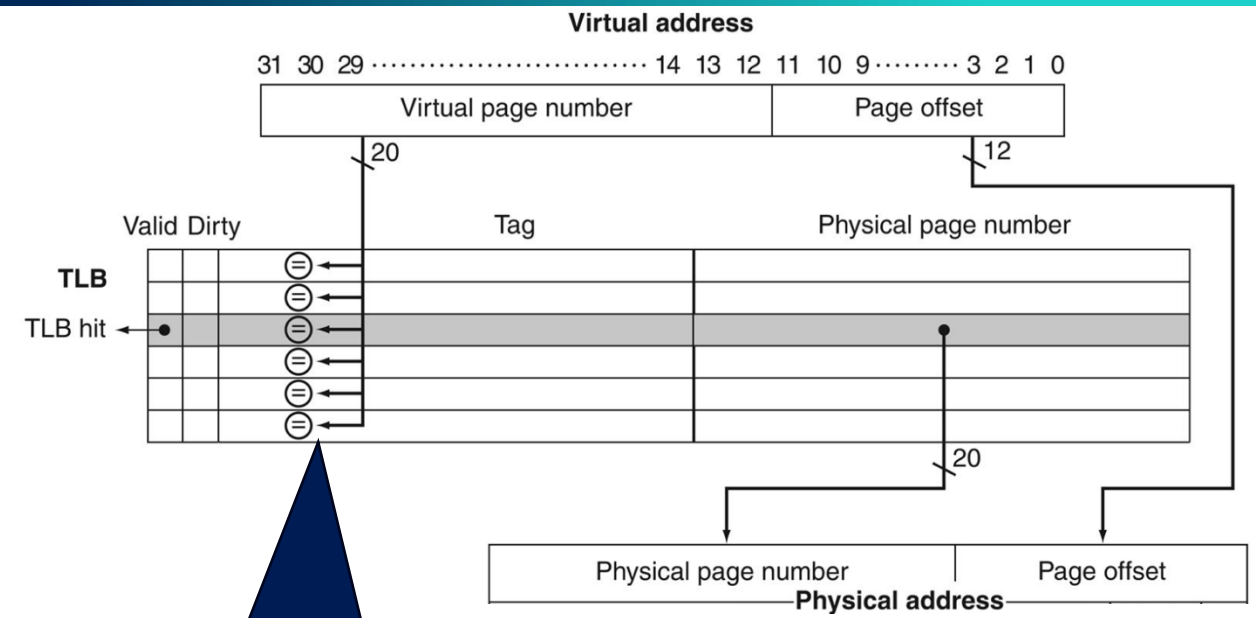 Virtual address
31 30 29 ··························· 14 13 12 11 10 9 ········· 3 2 1 0
Virtual page number Page offset
20 12
Valid Dirty Tag Physical page number
TLB
=
=
TLB hit =
=
=
=
20
Physical page number Page offset
Physical address